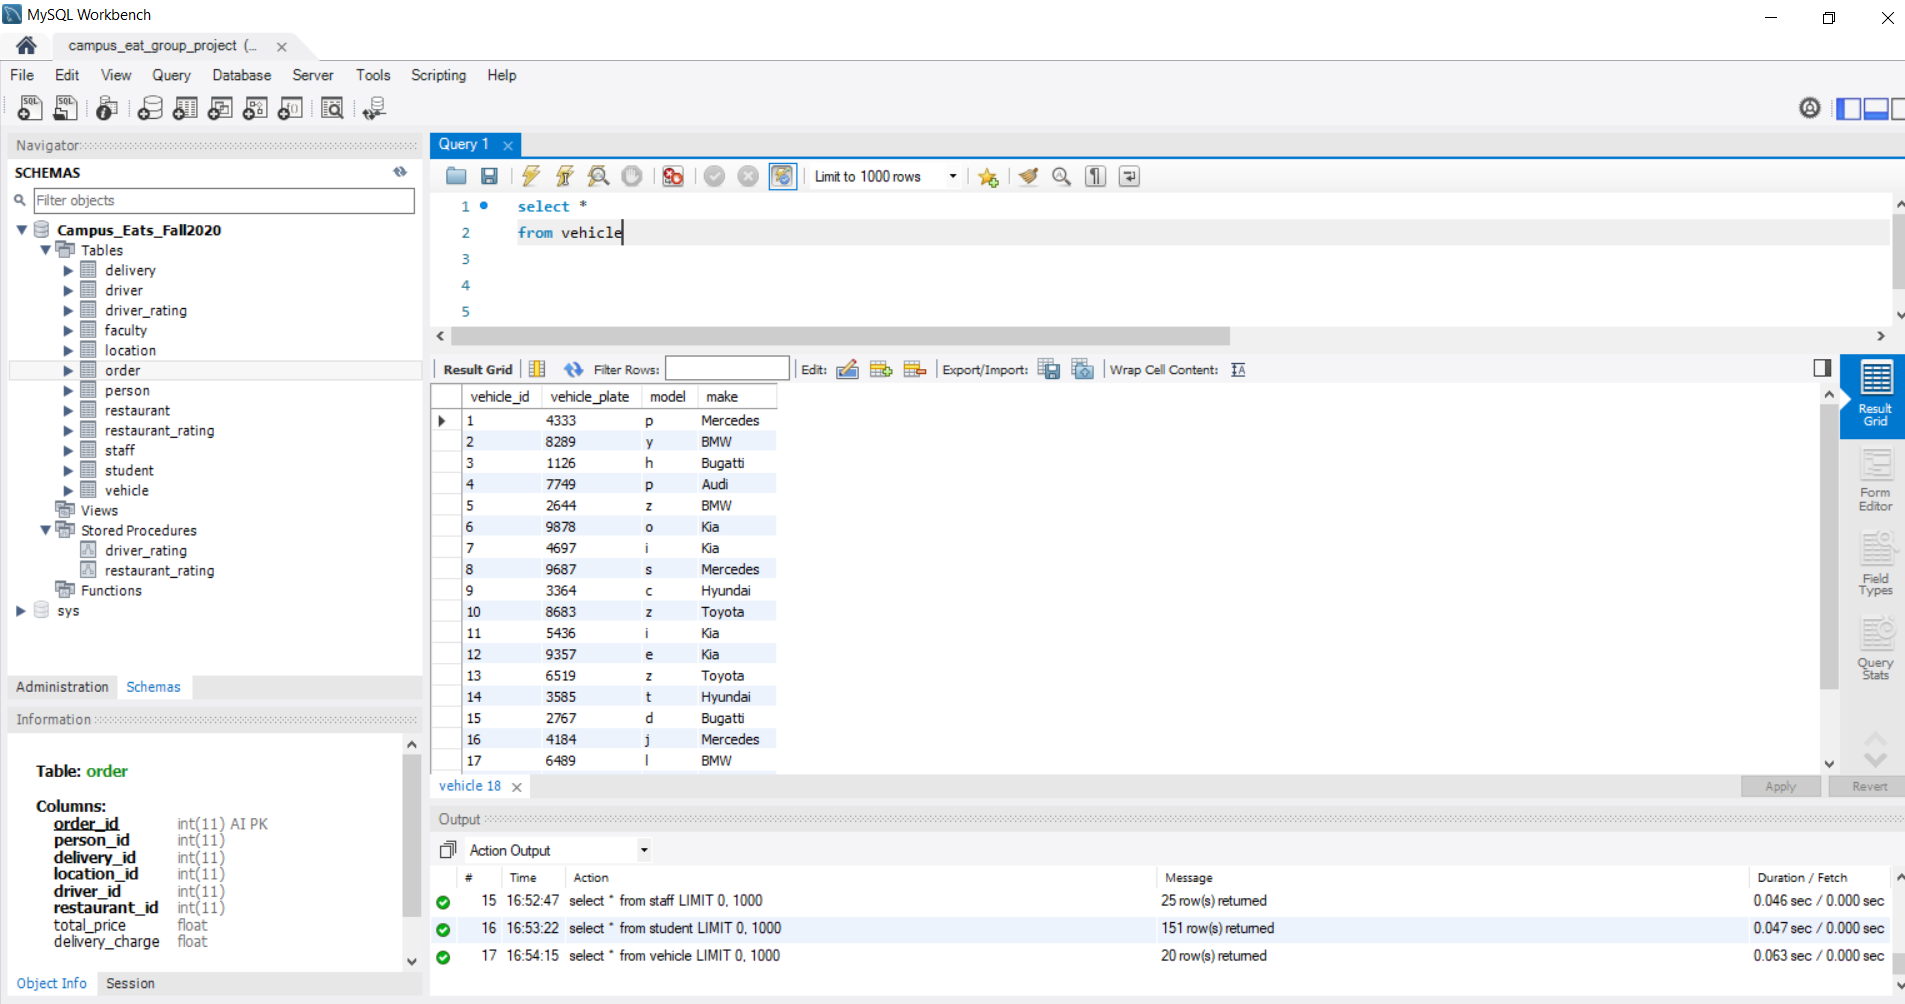 MySQL Workbench
campus_eat_group_project (...
File Edit View Query Database Server Tools Scripting Help
Navigator
SCHEMAS
Filter objects
Campus_Eats_Fall2020
Tables
delivery
driver
driver_rating
faculty
location
order
person
restaurant
restaurant_rating
staff
student
vehicle
Views
Stored Procedures
driver_rating
restaurant_rating
Functions
sys
Administration Schemas
Information
Table: order
Columns:
order_id int(11) AI PK
person_id int(11)
delivery_id int(11)
location_id int(11)
driver_id int(11)
restaurant_id int(11)
total_price float
delivery_charge float
Object Info Session
Query 1
Limit to 1000 rows
1 select *
2 from vehicle
3
4
5
Result Grid Filter Rows: Edit: Export/Import: Wrap Cell Content:
vehicle_id vehicle_plate model make
1 4333 p Mercedes
2 8289 y BMW
3 1126 h Bugatti
4 7749 p Audi
5 2644 z BMW
6 9878 o Kia
7 4697 i Kia
8 9687 s Mercedes
9 3364 c Hyundai
10 8683 z Toyota
11 5436 i Kia
12 9357 e Kia
13 6519 z Toyota
14 3585 t Hyundai
15 2767 d Bugatti
16 4184 j Mercedes
17 6489 l BMW
Result
Grid
Form
Editor
Field
Types
Query
Stats
vehicle 18
Apply Revert
Output
Action Output
# Time Action Message Duration / Fetch
15 16:52:47 select * from staff LIMIT 0, 1000 25 row(s) returned 0.046 sec / 0.000 sec
16 16:53:22 select * from student LIMIT 0, 1000 151 row(s) returned 0.047 sec / 0.000 sec
17 16:54:15 select * from vehicle LIMIT 0, 1000 20 row(s) returned 0.063 sec / 0.000 sec